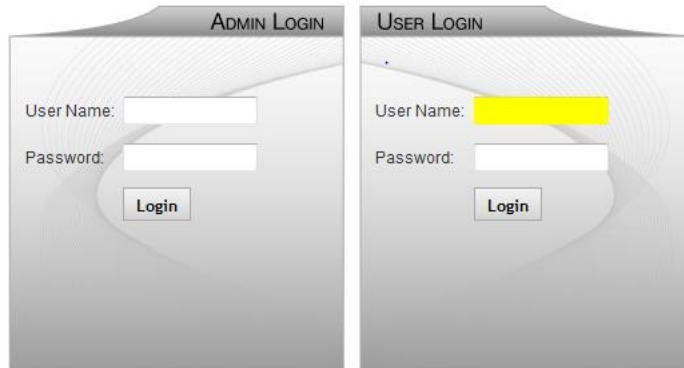 ADMIN LOGIN
User Name:
Password:
Login
USER LOGIN
User Name:
Password:
Login